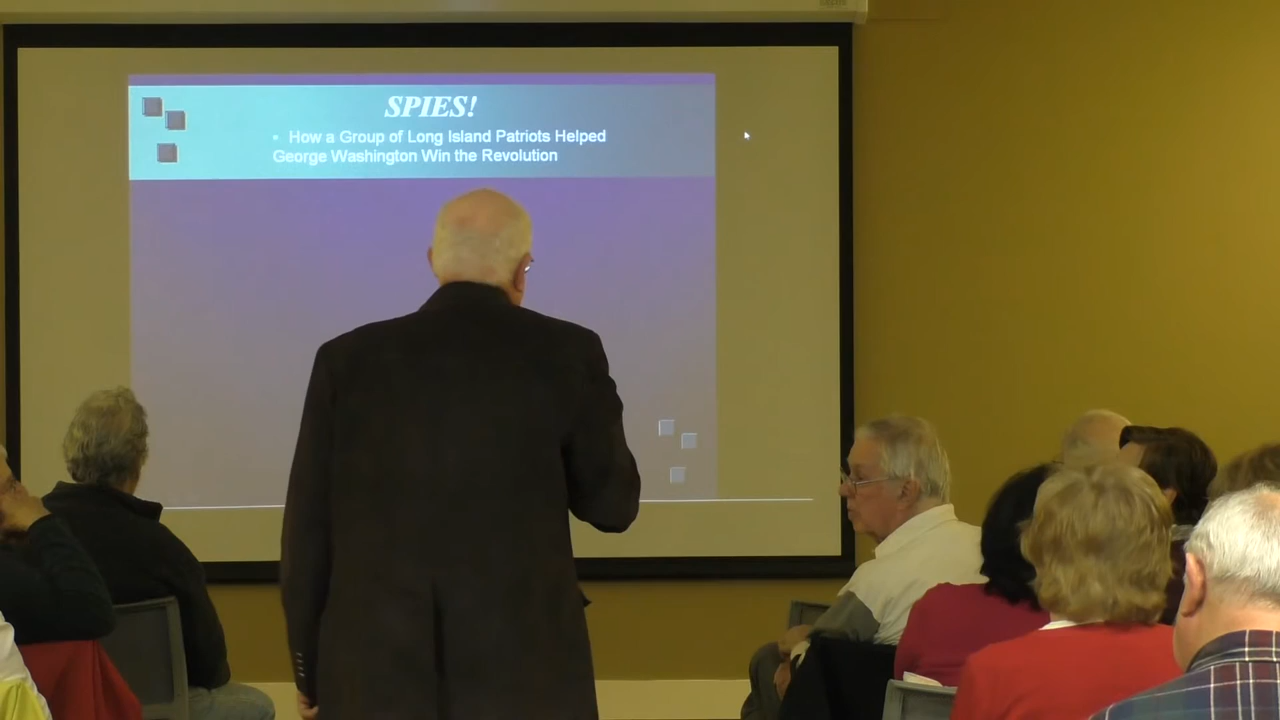 SPIES!
▪ How a Group of Long Island Patriots Helped
George Washington Win the Revolution